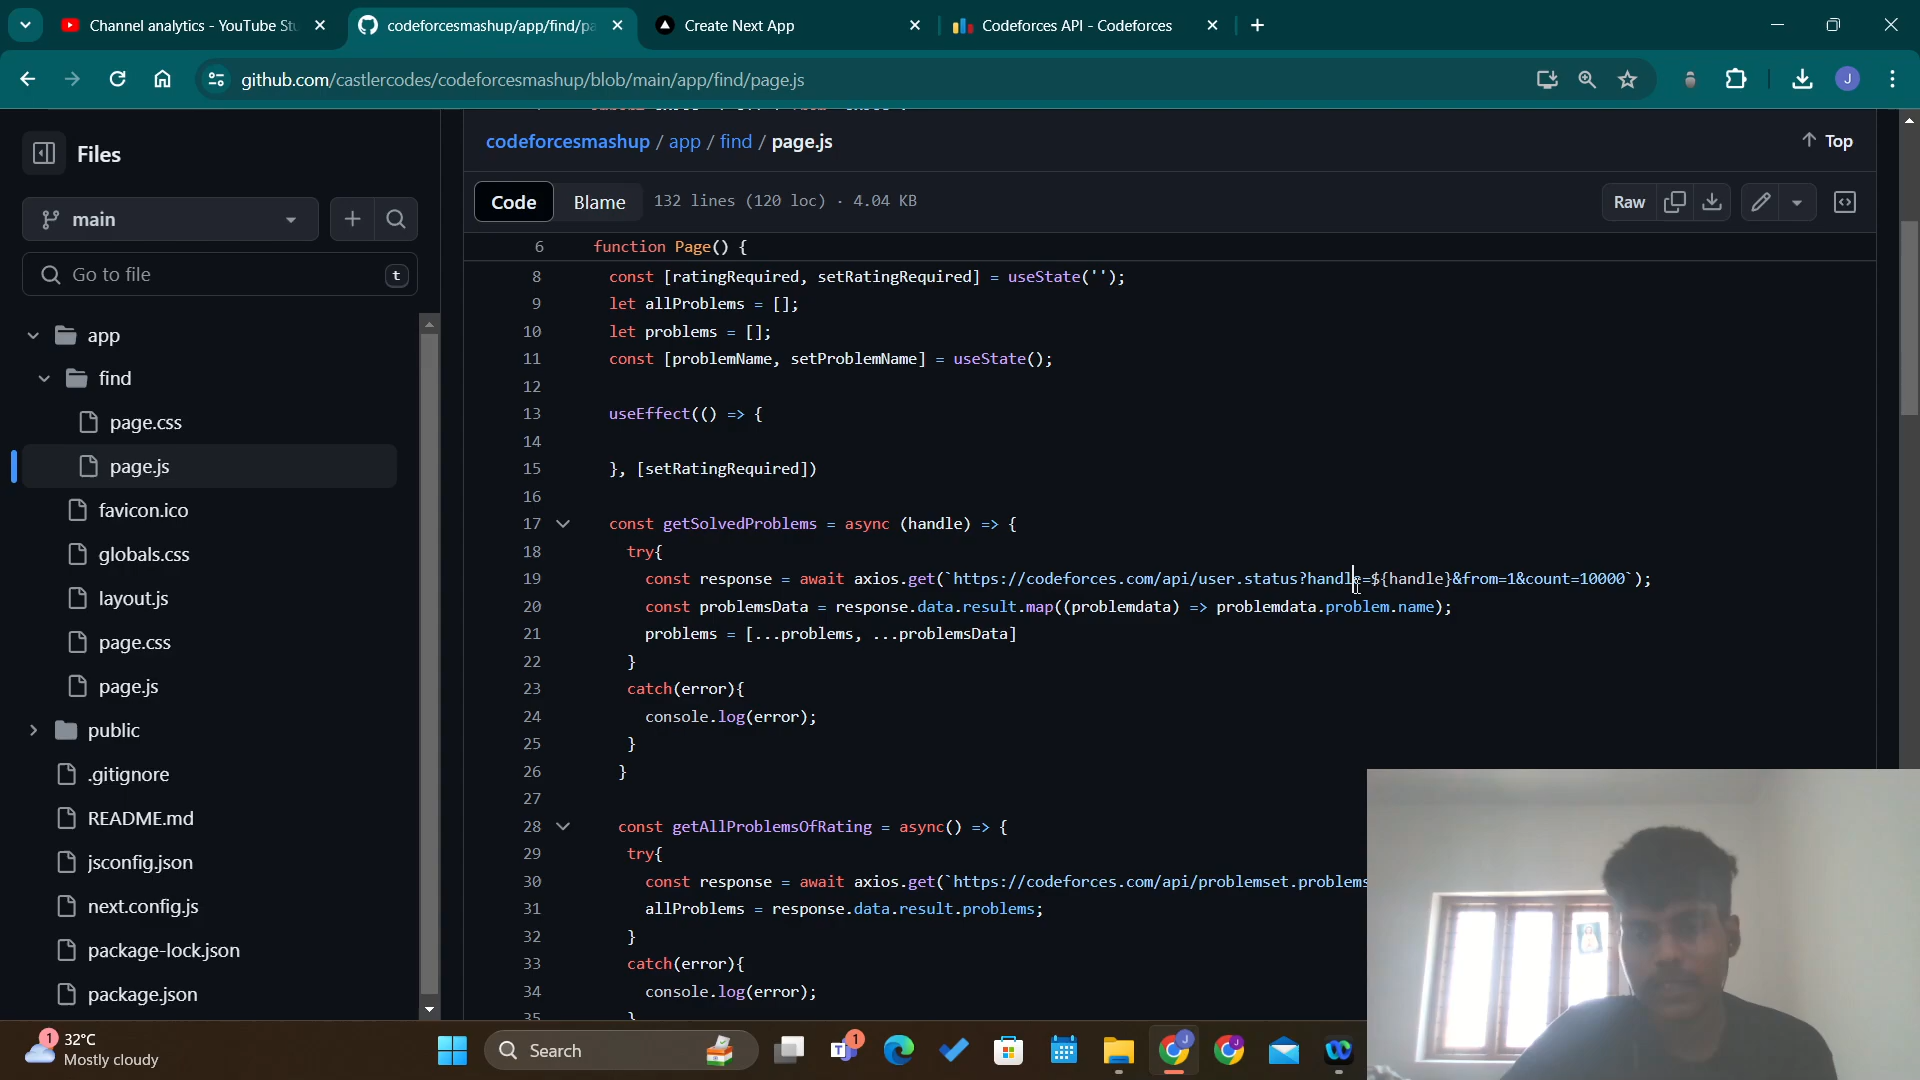 Channel analytics - YouTube Stu
codeforcesmashup/app/find/pa
Create Next App
Codeforces API - Codeforces
github.com/castlercodes/codeforcesmashup/blob/main/app/find/page.js
J
Files
codeforcesmashup / app / find / page.js
Top
main
Code
Blame
132 lines (120 loc) · 4.04 KB
Raw
Go to file
t
app
find
page.css
page.js
favicon.ico
globals.css
layout.js
page.css
page.js
public
.gitignore
README.md
jsconfig.json
next.config.js
package-lock.json
package.json
6 function Page() {
8 const [ratingRequired, setRatingRequired] = useState('');
9 let allProblems = [];
10 let problems = [];
11 const [problemName, setProblemName] = useState();
12
13 useEffect(() => {
14
15 }, [setRatingRequired])
16
17 const getSolvedProblems = async (handle) => {
18 try{
19 const response = await axios.get(`https://codeforces.com/api/user.status?handle=${handle}&from=1&count=10000`);
20 const problemsData = response.data.result.map((problemdata) => problemdata.problem.name);
21 problems = [...problems, ...problemsData]
22 }
23 catch(error){
24 console.log(error);
25 }
26 }
27
28 const getAllProblemsOfRating = async() => {
29 try{
30 const response = await axios.get(`https://codeforces.com/api/problemset.problems
31 allProblems = response.data.result.problems;
32 }
33 catch(error){
34 console.log(error);
35 }
1
32°C
Mostly cloudy
Search
1
J
J